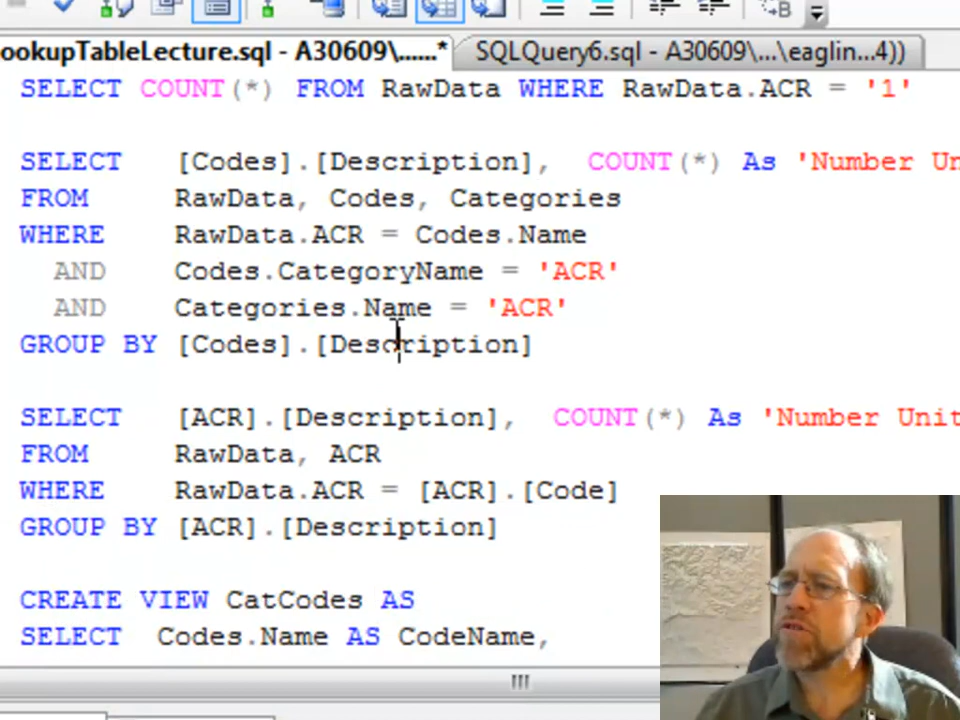 ookupTableLecture.sql - A30609\......* SQLQuery6.sql - A30609\...\eaglin...4))
SELECT COUNT(*) FROM RawData WHERE RawData.ACR = '1'
SELECT [Codes].[Description], COUNT(*) As 'Number Un
FROM RawData, Codes, Categories
WHERE RawData.ACR = Codes.Name
AND Codes.CategoryName = 'ACR'
AND Categories.Name = 'ACR'
GROUP BY [Codes].[Description]
SELECT [ACR].[Description], COUNT(*) As 'Number Unit
FROM RawData, ACR
WHERE RawData.ACR = [ACR].[Code]
GROUP BY [ACR].[Description]
CREATE VIEW CatCodes AS
SELECT Codes.Name AS CodeName,